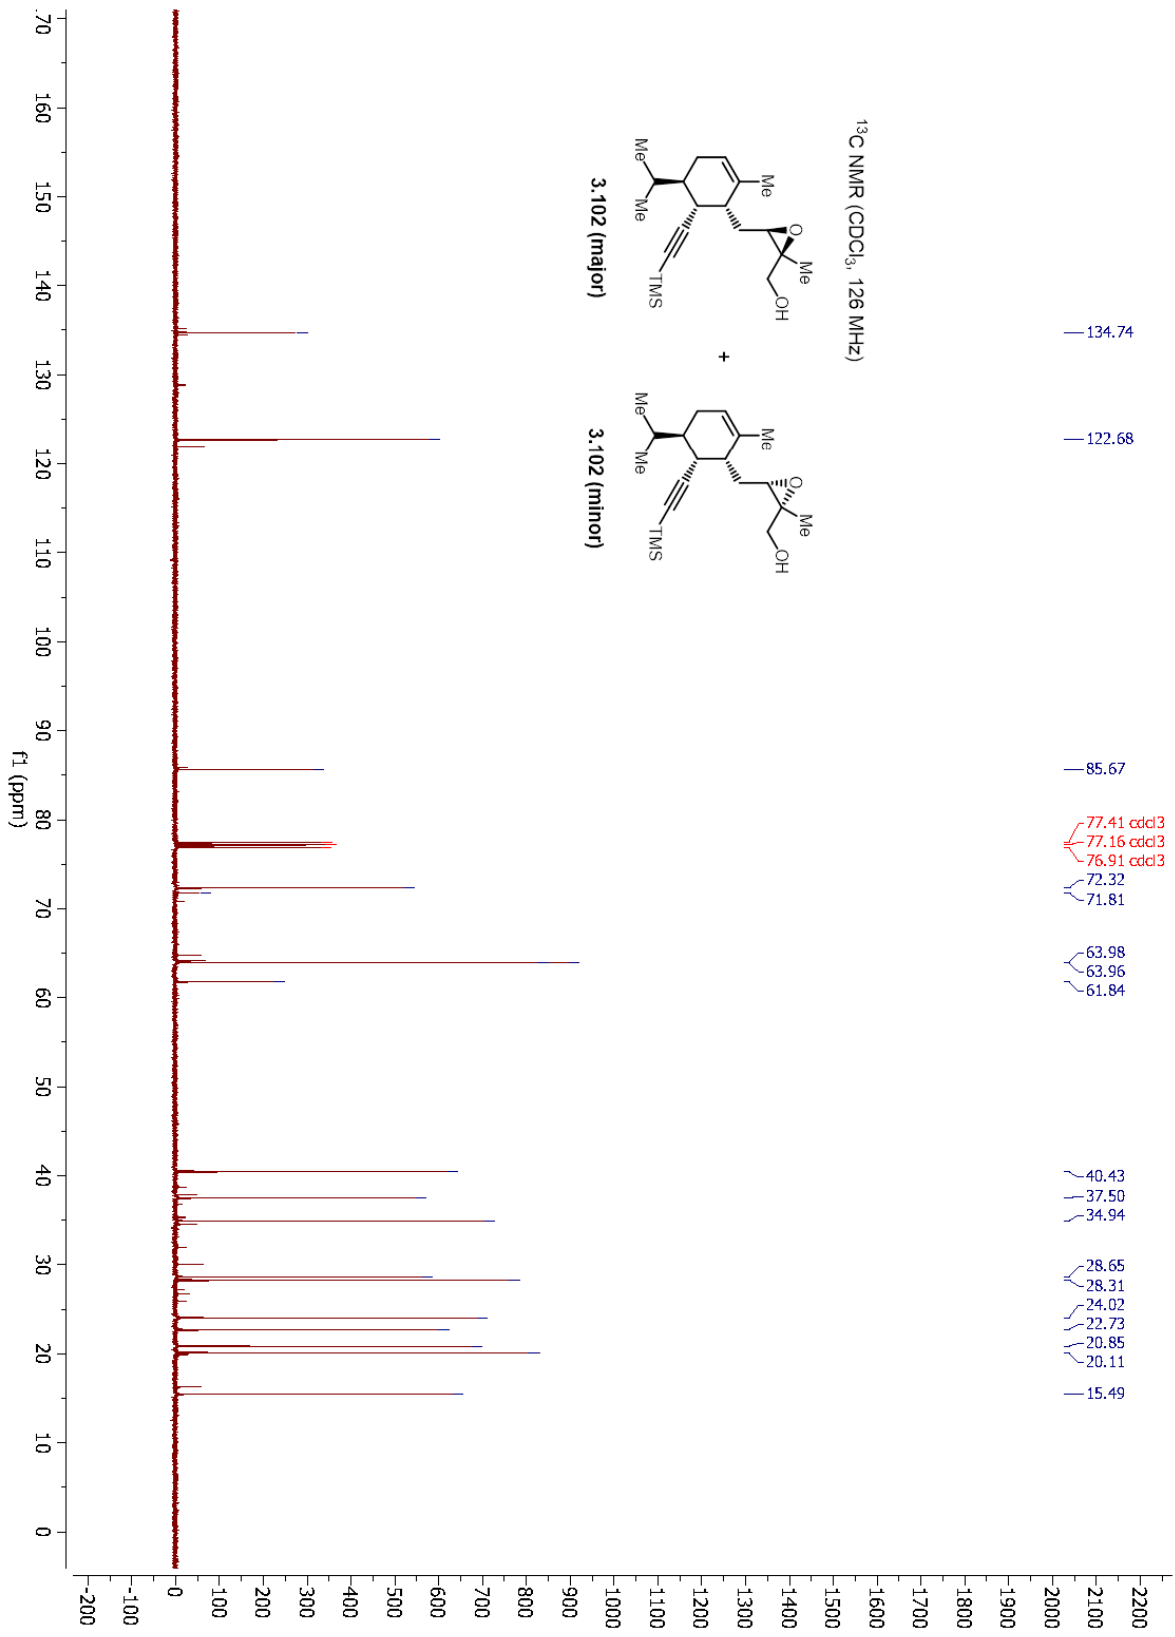 ¹³C NMR (CDCl₃, 126 MHz)
Me
O
Me
OH
Me
Me
TMS
3.102 (major)
+
Me
O
Me
OH
Me
Me
TMS
3.102 (minor)
134.74
122.68
85.67
77.41 cdcl3
77.16 cdcl3
76.91 cdcl3
72.32
71.81
63.98
63.96
61.84
40.43
37.50
34.94
28.65
28.31
24.02
22.73
20.85
20.11
15.49
2200
2100
2000
1900
1800
1700
1600
1500
1400
1300
1200
1100
1000
900
800
700
600
500
400
300
200
100
0
-100
-200
70
160
150
140
130
120
110
100
90
80
70
60
50
40
30
20
10
0
f1 (ppm)